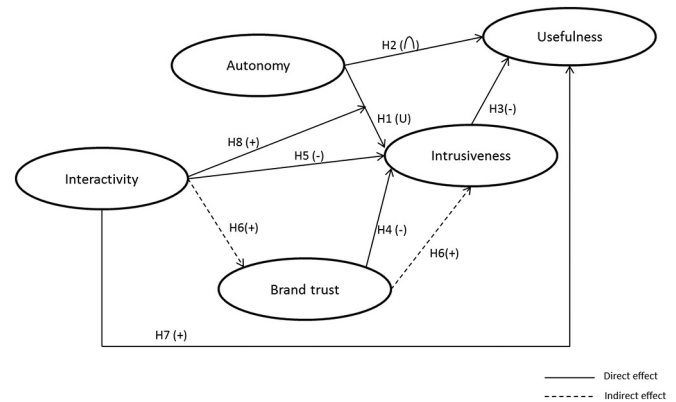 Usefulness
H2 (∩)
Autonomy
H1 (U)
H3(-)
H8 (+)
H5 (-)
Intrusiveness
Interactivity
H6(+)
H4 (-)
H6(+)
Brand trust
H7 (+)
Direct effect
Indirect effect